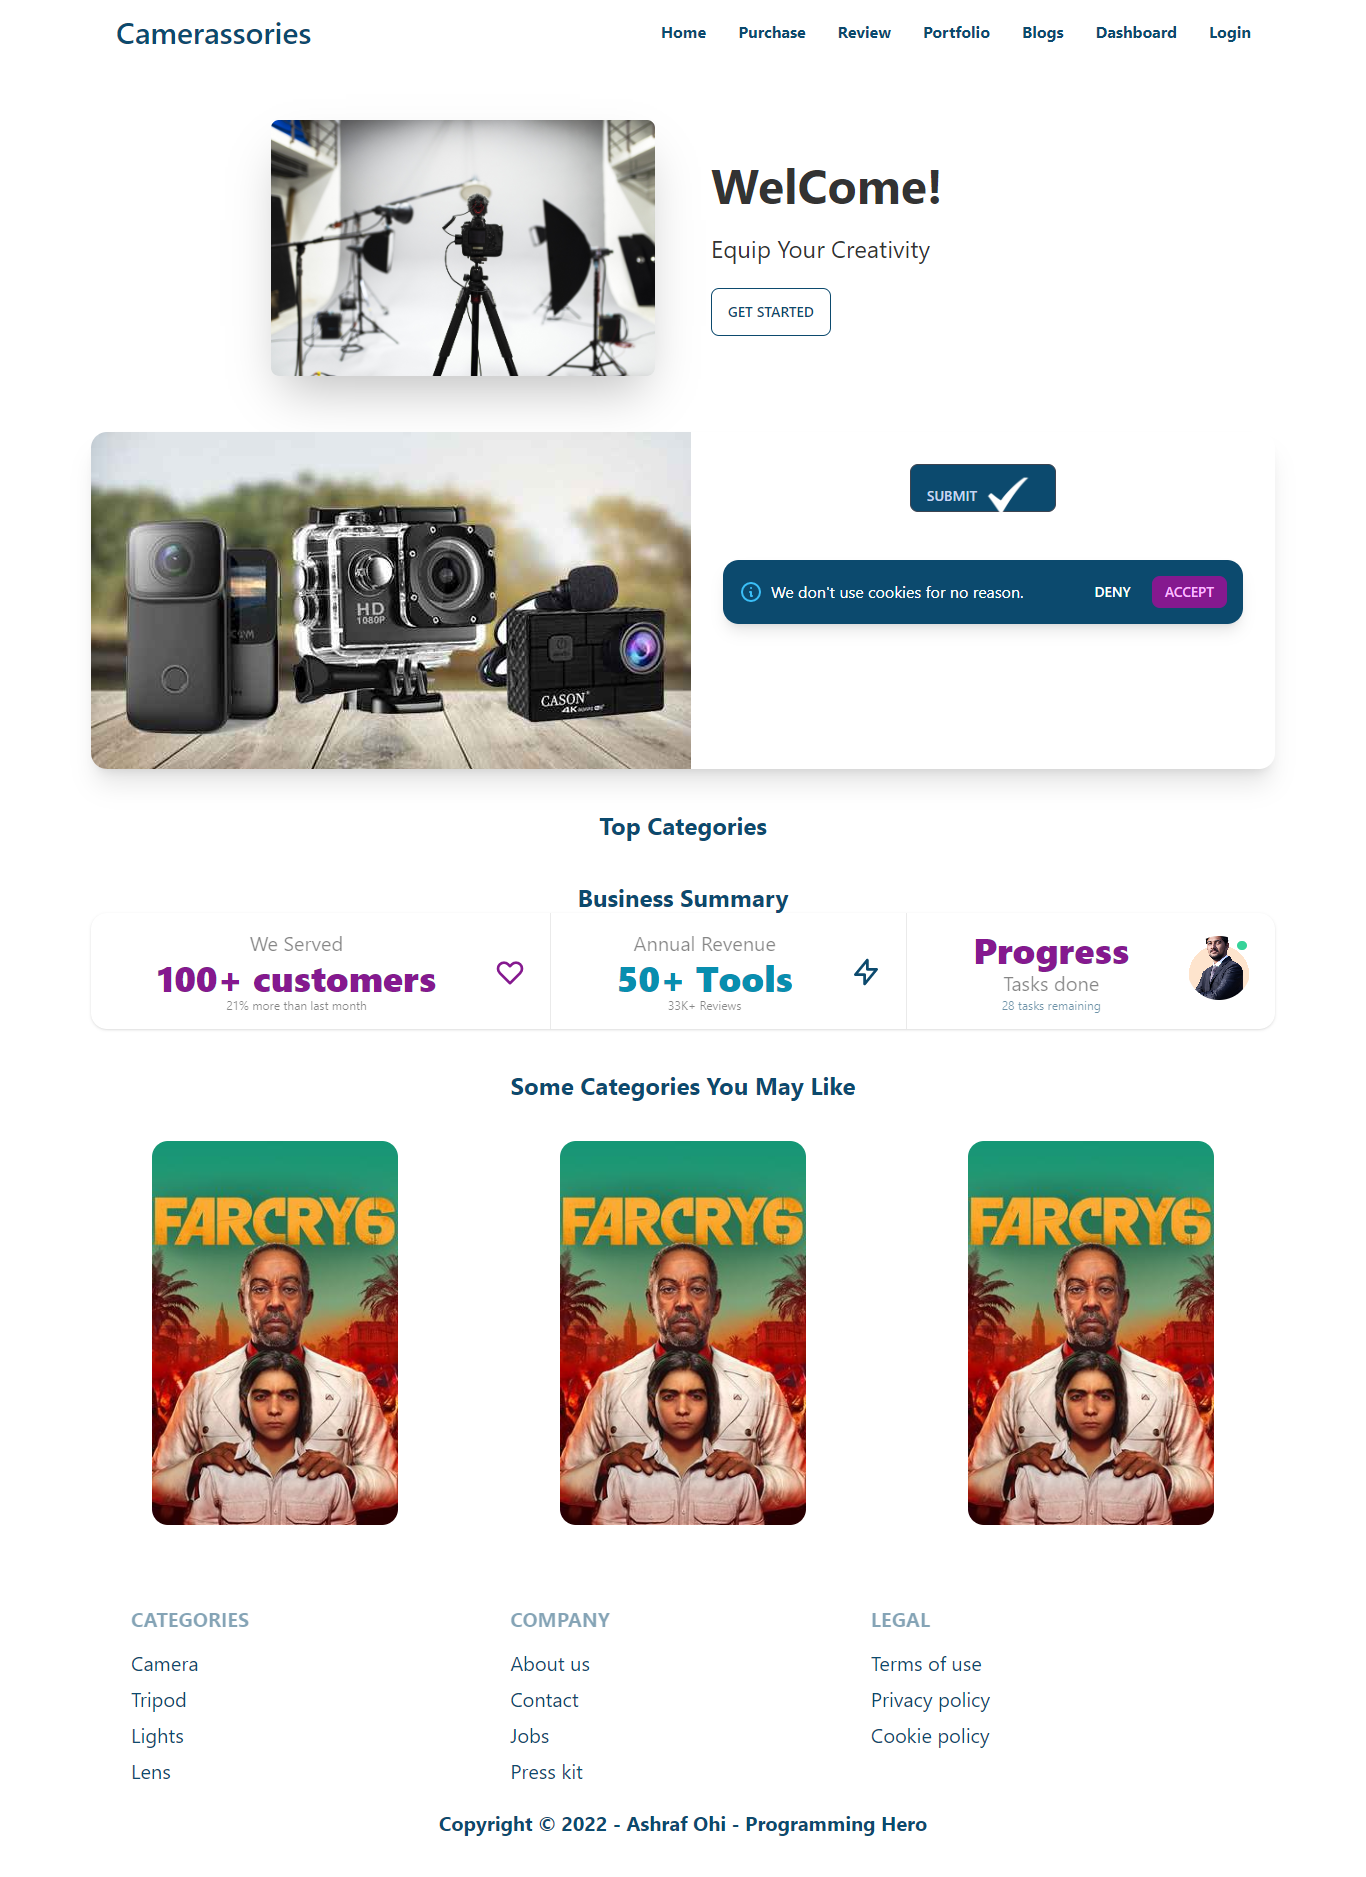 Camerassories
Home Purchase Review Portfolio Blogs Dashboard Login
WelCome!
Equip Your Creativity
GET STARTED
HD
1080P
CASON
4K
SUBMIT
We don't use cookies for no reason.
DENY
ACCEPT
Top Categories
Business Summary
We Served
100+ customers
21% more than last month
Annual Revenue
50+ Tools
33K+ Reviews
Progress
Tasks done
28 tasks remaining
Some Categories You May Like
FARCRY6
FARCRY6
FARCRY6
CATEGORIES
Camera
Tripod
Lights
Lens
COMPANY
About us
Contact
Jobs
Press kit
LEGAL
Terms of use
Privacy policy
Cookie policy
Copyright © 2022 - Ashraf Ohi - Programming Hero